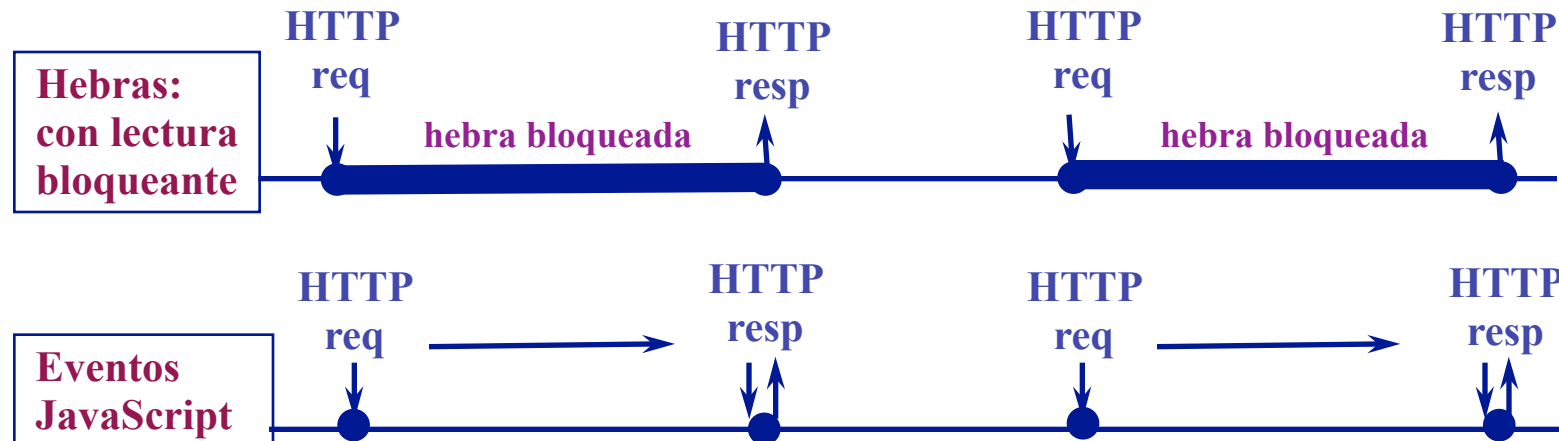 HTTP
req
HTTP
resp
HTTP
req
HTTP
resp
Hebras:
con lectura
bloqueante
hebra bloqueada
hebra bloqueada
HTTP
req
HTTP
resp
HTTP
req
HTTP
resp
Eventos
JavaScript